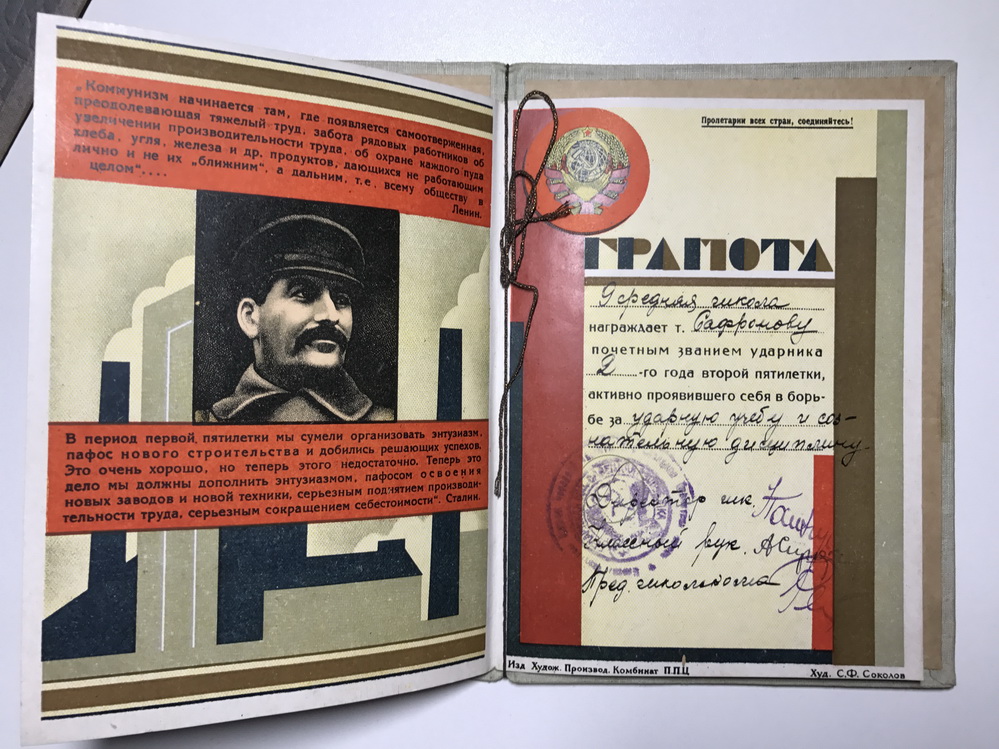 „Коммунизм начинается там, где появляется самоотверженная,
преодолевающая тяжелый труд, забота рядовых работников об
увеличении производительности труда, об охране каждого пуда
хлеба, угля, железа и др. продуктов, дающихся не работающим
лично и не их „ближним“, а дальним, т.е. всему обществу в
целом“....
Ленин.
В период первой пятилетки мы сумели организовать энтузиазм,
пафос нового строительства и добились решающих успехов.
Это очень хорошо, но теперь этого недостаточно. Теперь это
дело мы должны дополнить энтузиазмом, пафосом освоения
новых заводов и новой техники, серьезным поднятием производи-
тельности труда, серьезным сокращением себестоимости“. Сталин.
Пролетарии всех стран, соединяйтесь!
ГРАМОТА
9 средняя школа
награждает т. Сафронову
почетным званием ударника
2 -го года второй пятилетки,
активно проявившего себя в борь-
бе за ударную учебу и соз-
нательную дисциплину
Директор шк.
Классный рук.
Пред. школькома
Изд Худож. Производ. Комбинат П.П.Ц
Худ. С.Ф. Соколов